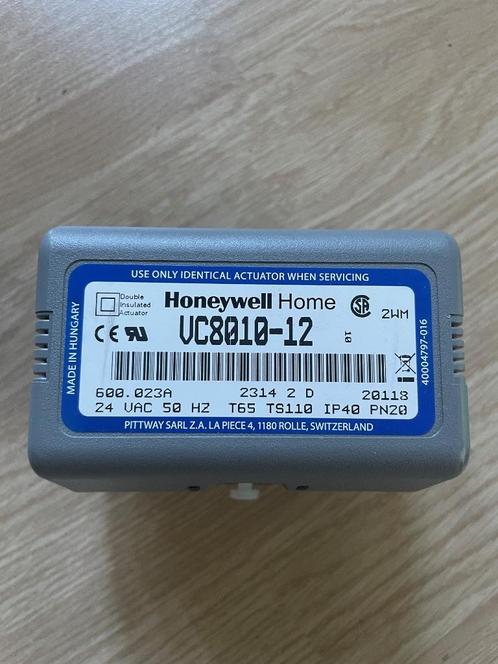 USE ONLY IDENTICAL ACTUATOR WHEN SERVICING
MADE IN HUNGARY
Double
Insulated
Actuator
Honeywell Home
VC8010-12
10
2WM
40004797-016
600.023A 2314 2 D 20118
24 VAC 50 HZ T65 TS110 IP40 PN20
PITTWAY SARL Z.A. LA PIECE 4, 1180 ROLLE, SWITZERLAND